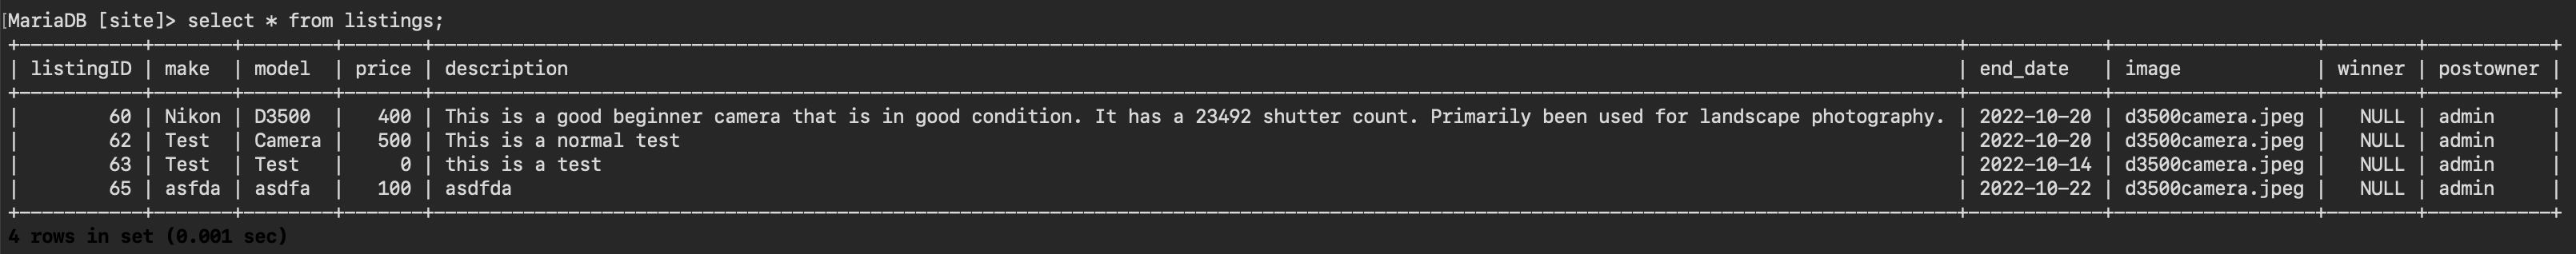 [MariaDB [site]> select * from listings;
+-----------+-------+--------+-------+----------------------------------------------------------------------------------------------------------------------------------------+------------+------------------+--------+-----------+
| listingID | make  | model  | price | description                                                                                                                            | end_date   | image            | winner | postowner |
+-----------+-------+--------+-------+----------------------------------------------------------------------------------------------------------------------------------------+------------+------------------+--------+-----------+
|        60 | Nikon | D3500  |   400 | This is a good beginner camera that is in good condition. It has a 23492 shutter count. Primarily been used for landscape photography. | 2022-10-20 | d3500camera.jpeg |   NULL | admin     |
|        62 | Test  | Camera |   500 | This is a normal test                                                                                                                  | 2022-10-20 | d3500camera.jpeg |   NULL | admin     |
|        63 | Test  | Test   |     0 | this is a test                                                                                                                         | 2022-10-14 | d3500camera.jpeg |   NULL | admin     |
|        65 | asfda | asdfa  |   100 | asdfda                                                                                                                                 | 2022-10-22 | d3500camera.jpeg |   NULL | admin     |
+-----------+-------+--------+-------+----------------------------------------------------------------------------------------------------------------------------------------+------------+------------------+--------+-----------+
4 rows in set (0.001 sec)